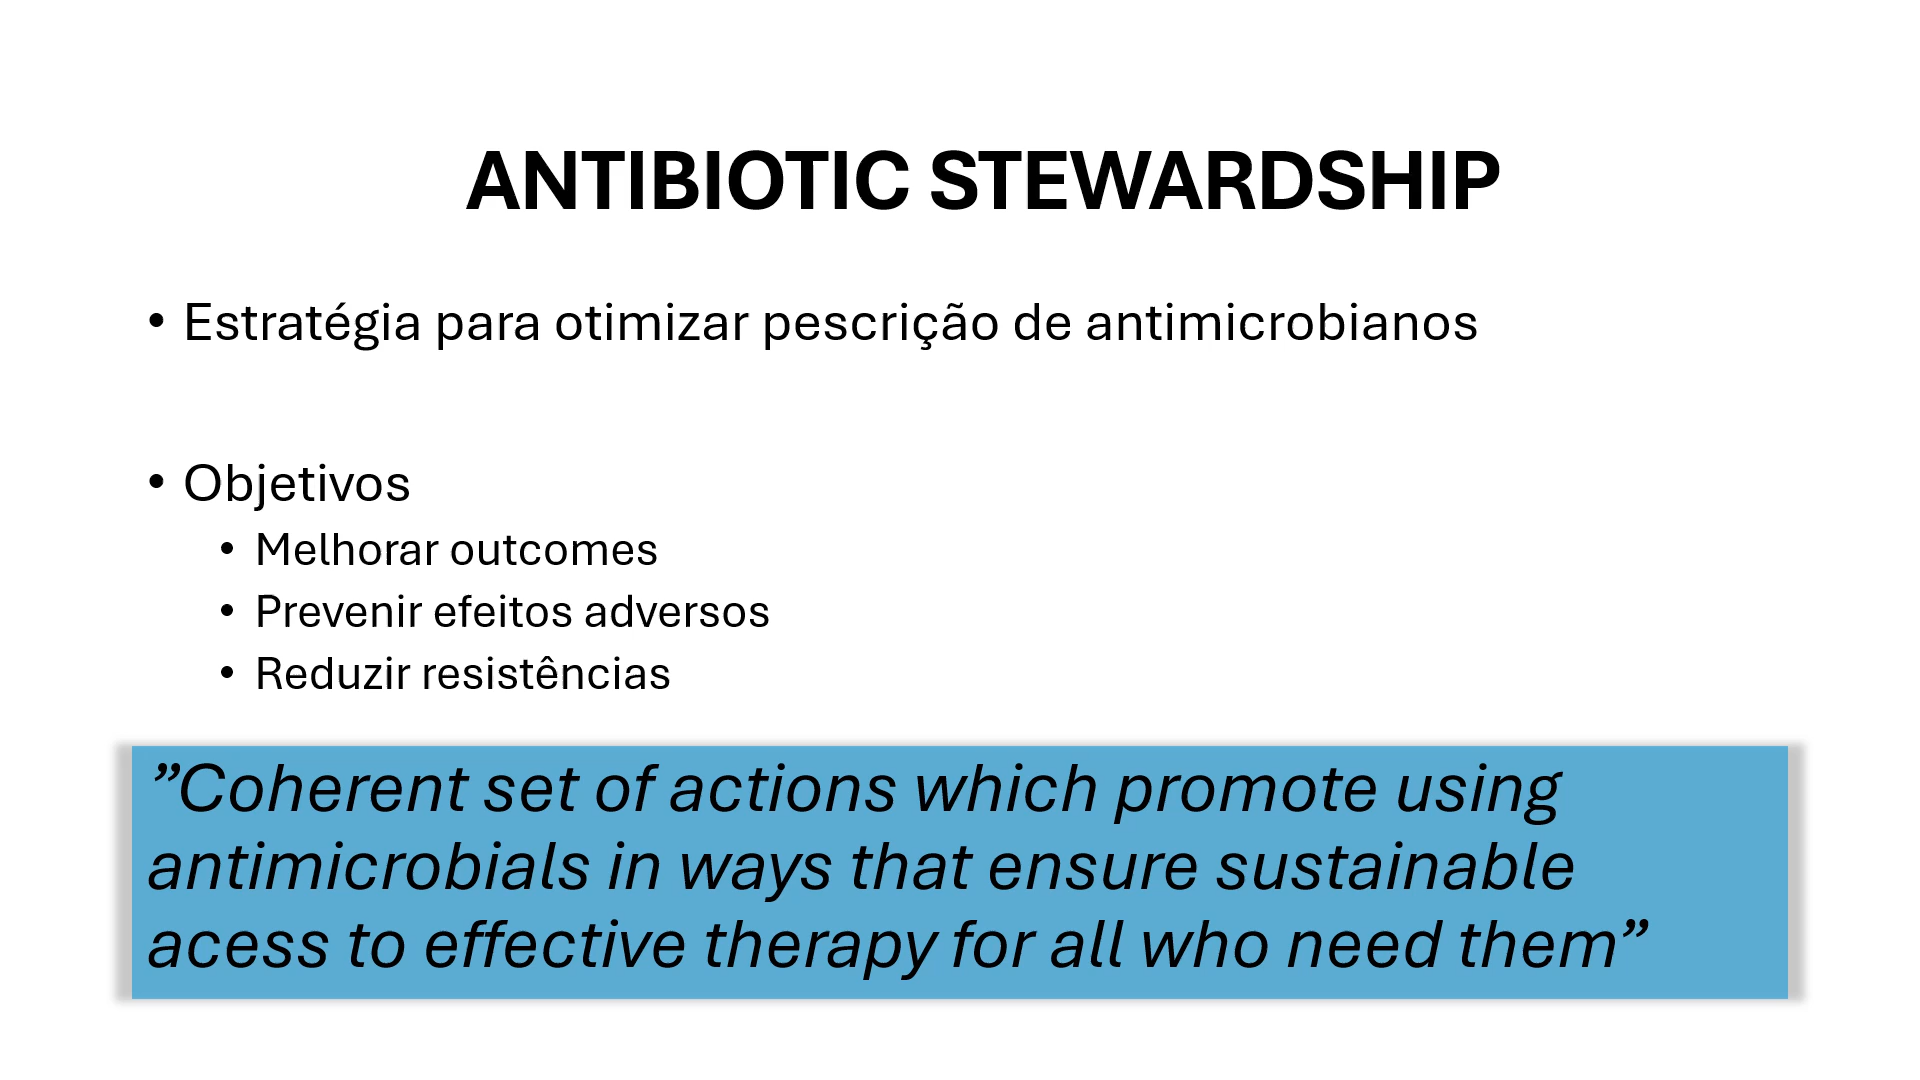 ANTIBIOTIC STEWARDSHIP
• Estratégia para otimizar pescrição de antimicrobianos
• Objetivos
• Melhorar outcomes
• Prevenir efeitos adversos
• Reduzir resistências
”Coherent set of actions which promote using
antimicrobials in ways that ensure sustainable
acess to effective therapy for all who need them”